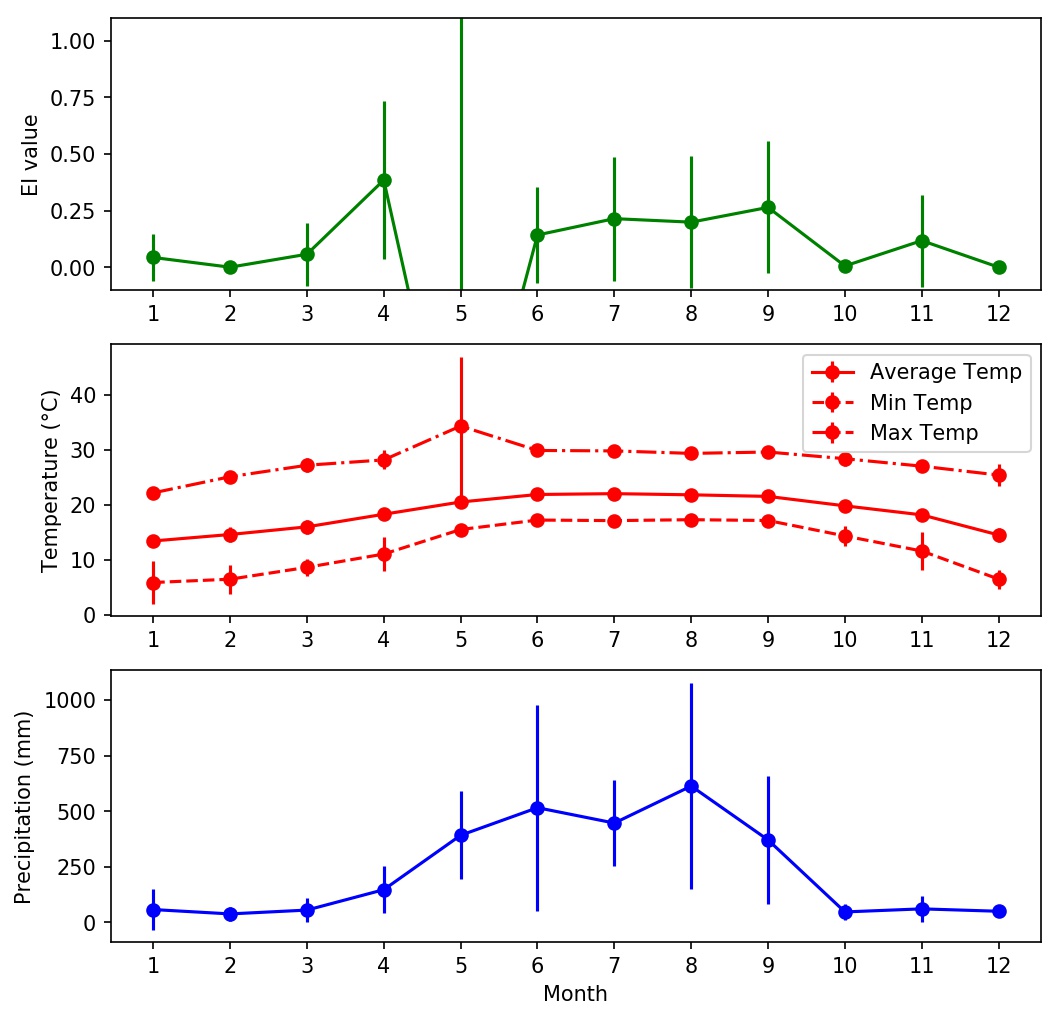 EI value
1.00
0.75
0.50
0.25
0.00
1 2 3 4 5 6 7 8 9 10 11 12
Temperature (°C)
40
30
20
10
0
Average Temp
Min Temp
Max Temp
1 2 3 4 5 6 7 8 9 10 11 12
Precipitation (mm)
1000
750
500
250
0
1 2 3 4 5 6 7 8 9 10 11 12
Month